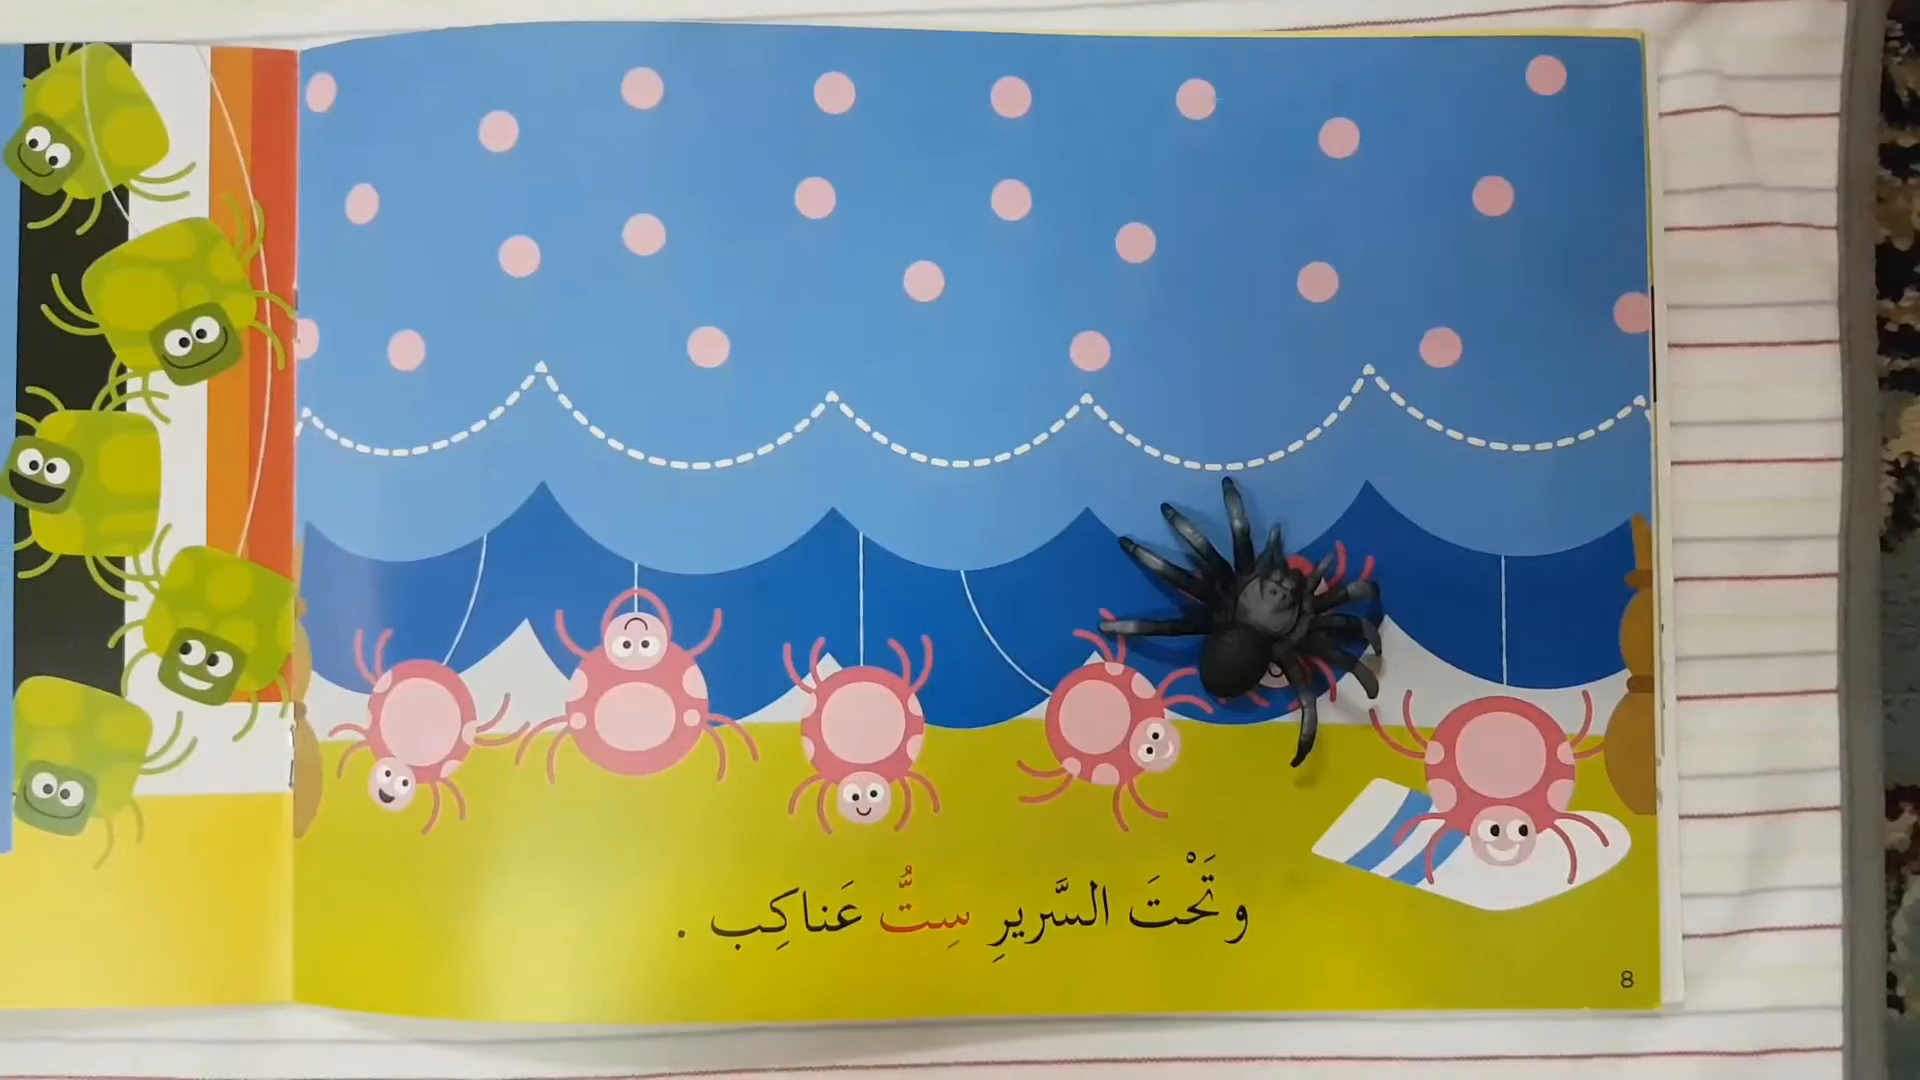 وتَحْتَ السَّريرِ سِتُّ عَناكِب .
8